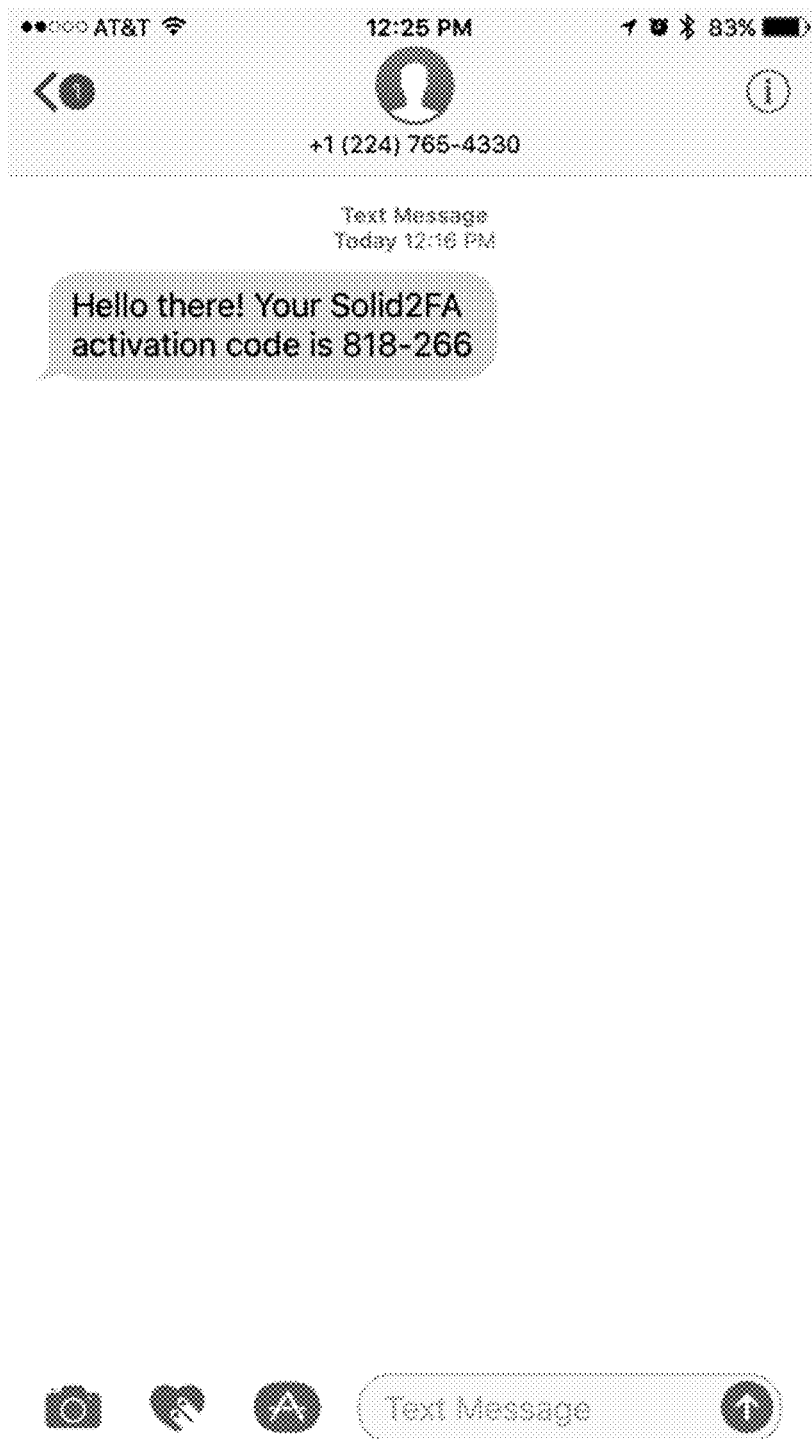 AT&T 12:25 PM 83%
1
+1 (224) 765-4330
Text Message
Today 12:16 PM
Hello there! Your Solid2FA
activation code is 818-266
Text Message